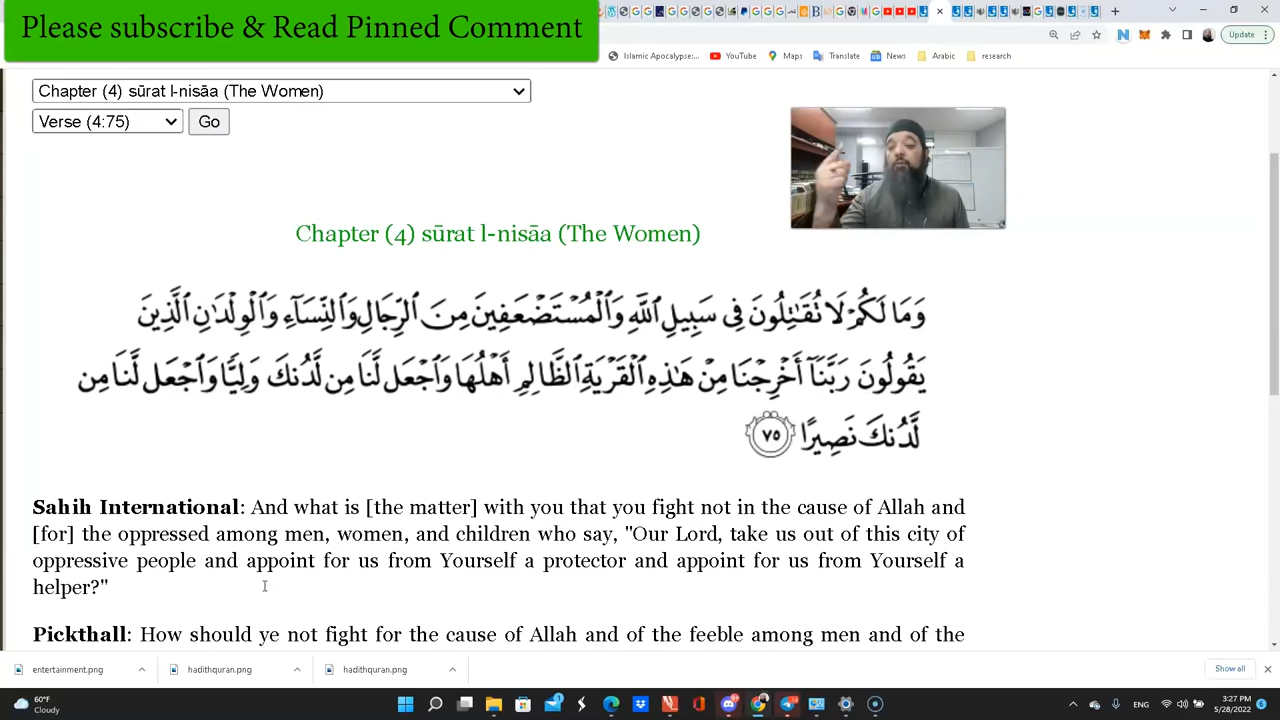 Please subscribe & Read Pinned Comment
Update
Islamic Apocalypse:...
YouTube
Maps
Translate
News
Arabic
research
Chapter (4) sūrat l-nisāa (The Women)
Verse (4:75)
Go
Chapter (4) sūrat l-nisāa (The Women)
وَمَا لَكُمْ لَا تُقَـٰتِلُونَ فِى سَبِيلِ ٱللَّهِ وَٱلْمُسْتَضْعَفِينَ مِنَ ٱلرِّجَالِ وَٱلنِّسَآءِ وَٱلْوِلْدَٰنِ ٱلَّذِينَ
يَقُولُونَ رَبَّنَآ أَخْرِجْنَا مِنْ هَـٰذِهِ ٱلْقَرْيَةِ ٱلظَّالِمِ أَهْلُهَا وَٱجْعَل لَّنَا مِن لَّدُنكَ وَلِيًّا وَٱجْعَل لَّنَا مِن
لَّدُنكَ نَصِيرًا ٧٥
Sahih International: And what is [the matter] with you that you fight not in the cause of Allah and
[for] the oppressed among men, women, and children who say, "Our Lord, take us out of this city of
oppressive people and appoint for us from Yourself a protector and appoint for us from Yourself a
helper?"
Pickthall: How should ye not fight for the cause of Allah and of the feeble among men and of the
entertainment.png
hadithquran.png
hadithquran.png
Show all
60°F
Cloudy
3:27 PM
5/28/2022